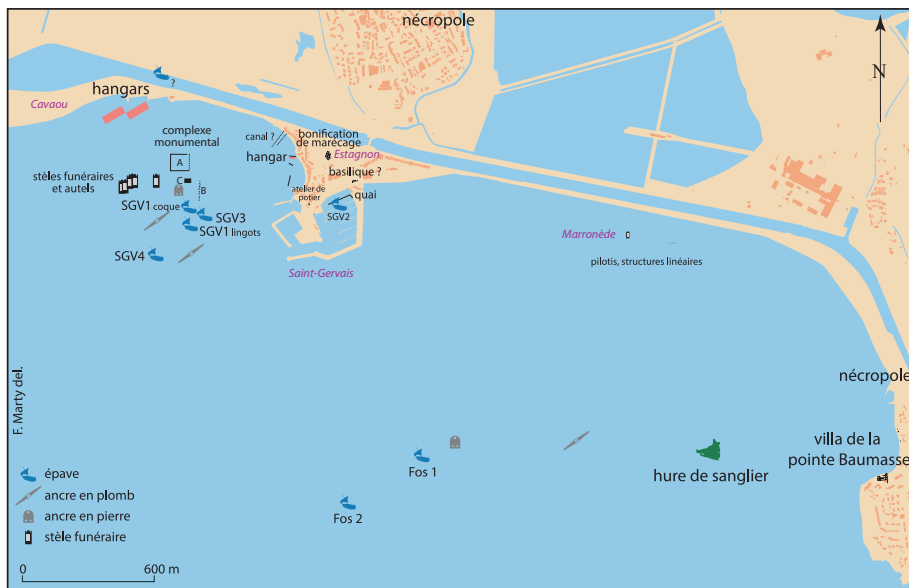 nécropole
N
hangars
?
Cavaou
complexe
monumental
A
canal ?
bonification
de marécage
hangar
Estagnon
basilique ?
stèles funéraires
et autels
C
B
atelier de
potier
quai
SGV1 coque
SGV3
SGV2
SGV1 lingots
SGV4
Saint-Gervais
Marronède
pilotis, structures linéaires
nécropole
F. Marty del.
villa de la
pointe Baumasse
hure de sanglier
Fos 1
Fos 2
épave
ancre en plomb
ancre en pierre
stèle funéraire
0
600 m